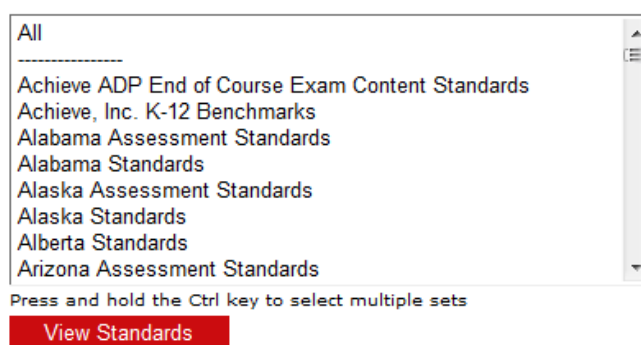 All
----------------
Achieve ADP End of Course Exam Content Standards
Achieve, Inc. K-12 Benchmarks
Alabama Assessment Standards
Alabama Standards
Alaska Assessment Standards
Alaska Standards
Alberta Standards
Arizona Assessment Standards
Press and hold the Ctrl key to select multiple sets
View Standards